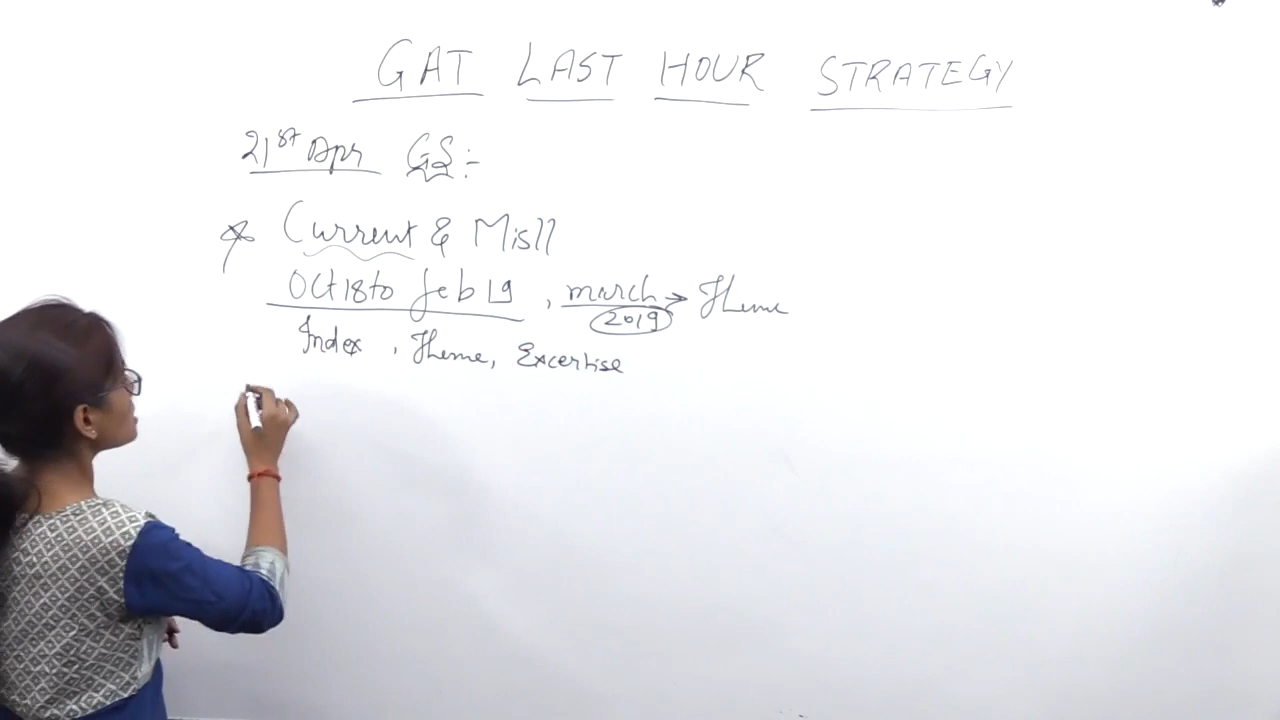 GAT LAST HOUR STRATEGY
21st Apr GS:-
Current & Misll
Oct 18 to feb 19, march 2019 → Theme
Index, Theme, Excertise